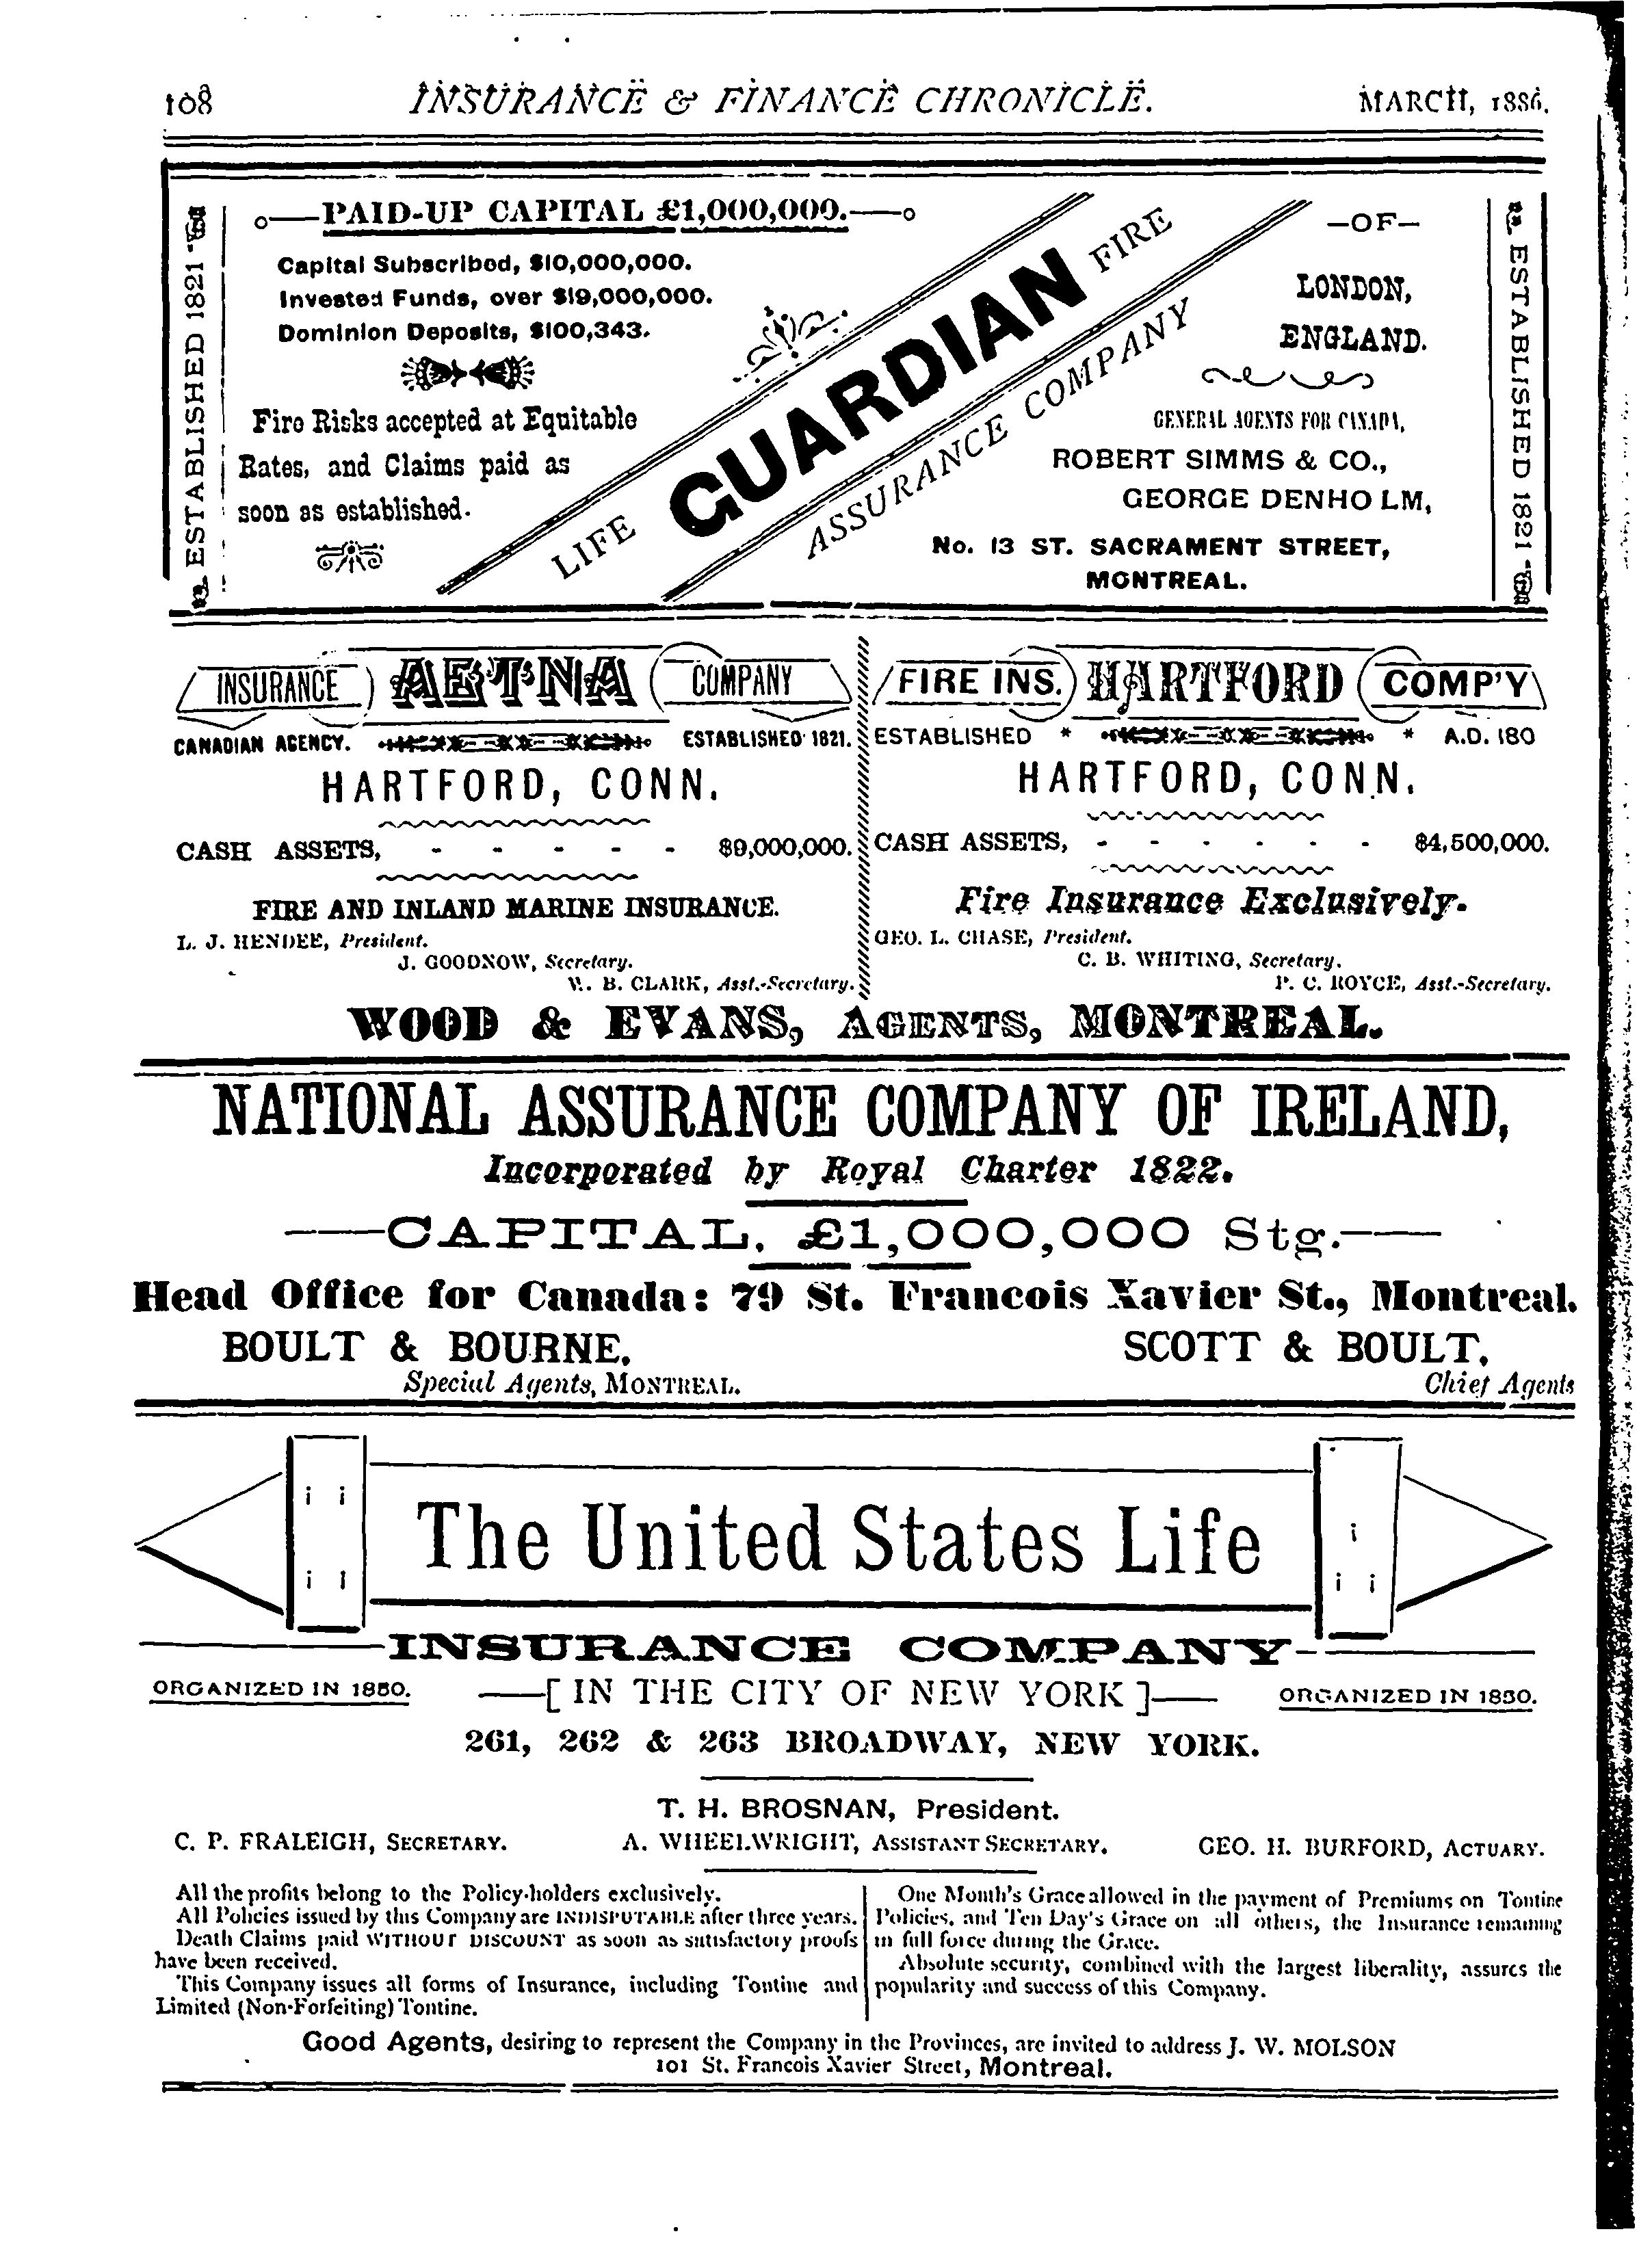 108 INSURANCE & FINANCE CHRONICLE. MARCH, 1886.
ESTABLISHED 1821
PAID-UP CAPITAL £1,000,000.
Capital Subscribed, $10,000,000.
Invested Funds, over $19,000,000.
Dominion Deposits, $100,343.
Fire Risks accepted at Equitable
Rates, and Claims paid as
soon as established.
LIFE GUARDIAN FIRE
ASSURANCE COMPANY
—OF—
LONDON,
ENGLAND.
GENERAL AGENTS FOR CANADA,
ROBERT SIMMS & CO.,
GEORGE DENHOLM,
No. 13 ST. SACRAMENT STREET,
MONTREAL.
ESTABLISHED 1821
INSURANCE AETNA COMPANY
CANADIAN AGENCY. ESTABLISHED 1821.
HARTFORD, CONN.
CASH ASSETS, - - - - - $9,000,000.
FIRE AND INLAND MARINE INSURANCE.
L. J. HENDEE, President.
J. GOODNOW, Secretary.
W. B. CLARK, Asst.-Secretary.
FIRE INS. HARTFORD COMP'Y
ESTABLISHED * * A.D. 180
HARTFORD, CONN.
CASH ASSETS, - - - - - - $4,500,000.
Fire Insurance Exclusively.
GEO. L. CHASE, President.
C. B. WHITING, Secretary.
P. C. ROYCE, Asst.-Secretary.
WOOD & EVANS, AGENTS, MONTREAL.
NATIONAL ASSURANCE COMPANY OF IRELAND,
Incorporated by Royal Charter 1822.
CAPITAL, £1,000,000 Stg.
Head Office for Canada: 79 St. Francois Xavier St., Montreal.
BOULT & BOURNE, SCOTT & BOULT,
Special Agents, MONTREAL. Chief Agents
The United States Life
INSURANCE COMPANY
ORGANIZED IN 1850. —[ IN THE CITY OF NEW YORK ]— ORGANIZED IN 1850.
261, 262 & 263 BROADWAY, NEW YORK.
T. H. BROSNAN, President.
C. P. FRALEIGH, SECRETARY. A. WHEELWRIGHT, ASSISTANT SECRETARY. GEO. H. BURFORD, ACTUARY.
All the profits belong to the Policy-holders exclusively.
All Policies issued by this Company are INDISPUTABLE after three years.
Death Claims paid WITHOUT DISCOUNT as soon as satisfactory proofs
have been received.
This Company issues all forms of Insurance, including Tontine and
Limited (Non-Forfeiting) Tontine.
One Month's Grace allowed in the payment of Premiums on Tontine
Policies, and Ten Day's Grace on all others, the Insurance remaining
in full force during the Grace.
Absolute security, combined with the largest liberality, assures the
popularity and success of this Company.
Good Agents, desiring to represent the Company in the Provinces, are invited to address J. W. MOLSON
101 St. Francois Xavier Street, Montreal.